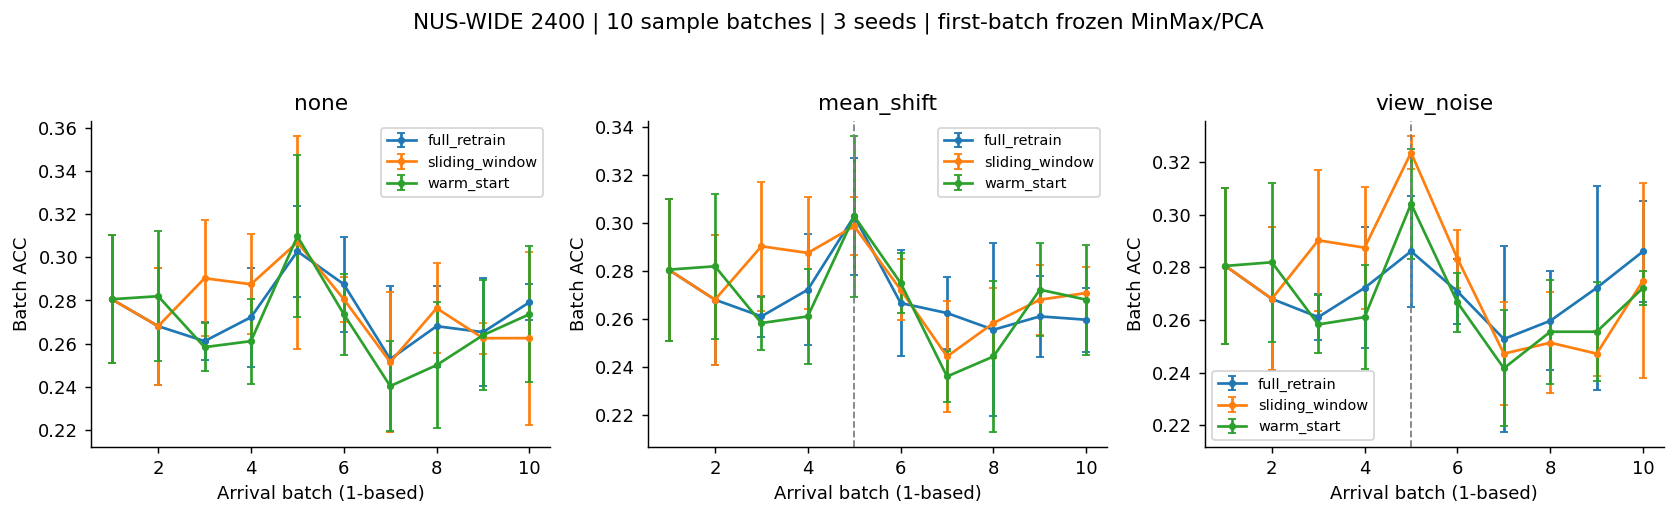 NUS-WIDE 2400 | 10 sample batches | 3 seeds | first-batch frozen MinMax/PCA
none
Batch ACC
0.36
0.34
0.32
0.30
0.28
0.26
0.24
0.22
full_retrain
sliding_window
warm_start
2 4 6 8 10
Arrival batch (1-based)
mean_shift
Batch ACC
0.34
0.32
0.30
0.28
0.26
0.24
0.22
full_retrain
sliding_window
warm_start
2 4 6 8 10
Arrival batch (1-based)
view_noise
Batch ACC
0.32
0.30
0.28
0.26
0.24
0.22
full_retrain
sliding_window
warm_start
2 4 6 8 10
Arrival batch (1-based)